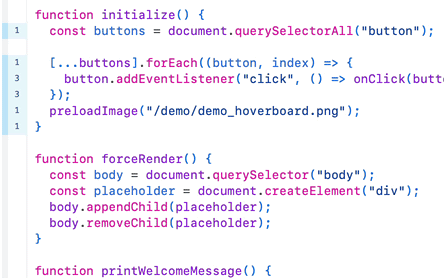 function initialize() {
1 const buttons = document.querySelectorAll("button");
1 [...buttons].forEach((button, index) => {
3 button.addEventListener("click", () => onClick(butt
3 });
1 preloadImage("/demo/demo_hoverboard.png");
1 }
function forceRender() {
const body = document.querySelector("body");
const placeholder = document.createElement("div");
body.appendChild(placeholder);
body.removeChild(placeholder);
}
function printWelcomeMessage() {